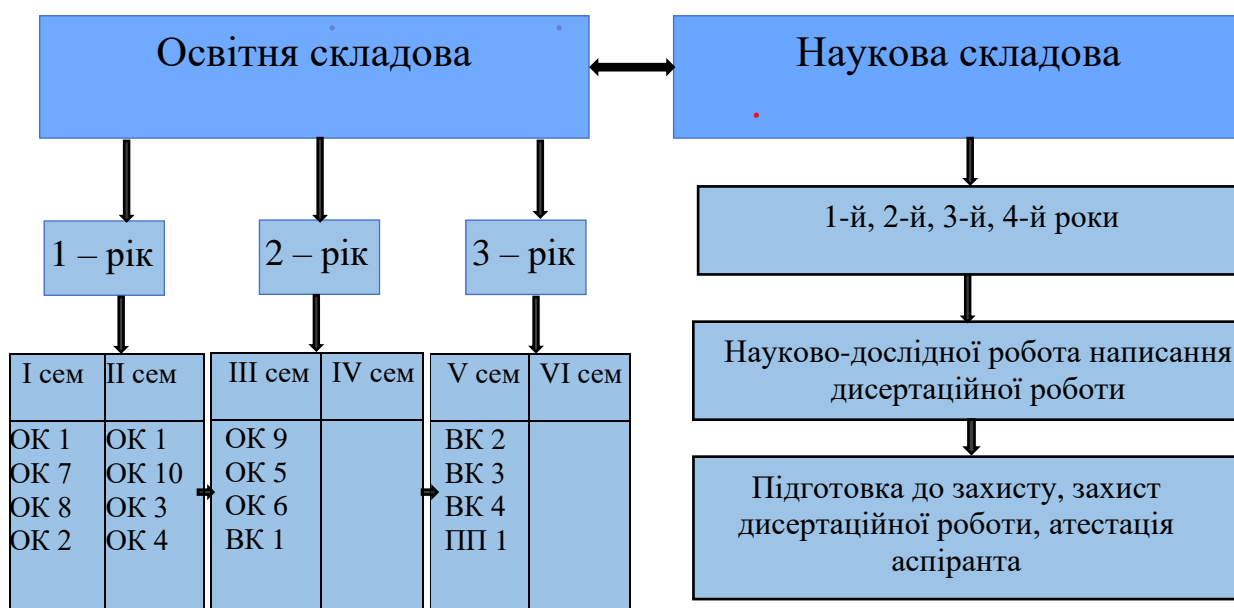 Освітня складова
Наукова складова
1 – рік
2 – рік
3 – рік
І сем
ІІ сем
ОК 1
ОК 1
ОК 7
ОК 10
ОК 8
ОК 3
ОК 2
ОК 4
ІІІ сем
IV сем
ОК 9
ОК 5
ОК 6
ВК 1
V сем
VI сем
ВК 2
ВК 3
ВК 4
ПП 1
1-й, 2-й, 3-й, 4-й роки
Науково-дослідної робота написання
дисертаційної роботи
Підготовка до захисту, захист
дисертаційної роботи, атестація
аспіранта